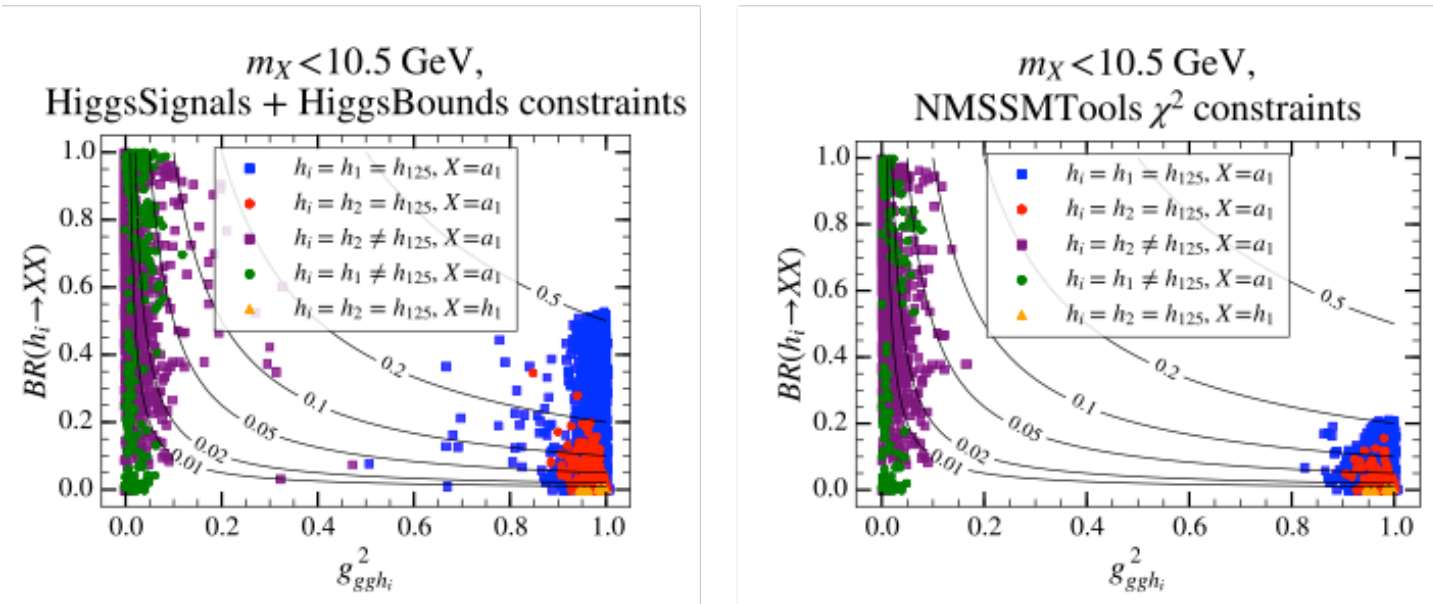 m_X<10.5 GeV,
HiggsSignals + HiggsBounds constraints
1.0
0.8
0.6
0.4
0.2
0.0
BR(h_i→XX)
h_i = h_1 = h_125, X=a_1
h_i = h_2 = h_125, X=a_1
h_i = h_2 ≠ h_125, X=a_1
h_i = h_1 ≠ h_125, X=a_1
h_i = h_2 = h_125, X=h_1
0.5
0.2
0.1
0.05
0.02
0.01
0.0 0.2 0.4 0.6 0.8 1.0
g^2_{ggh_i}
m_X<10.5 GeV,
NMSSMTools χ^2 constraints
1.0
0.8
0.6
0.4
0.2
0.0
BR(h_i→XX)
h_i = h_1 = h_125, X=a_1
h_i = h_2 = h_125, X=a_1
h_i = h_2 ≠ h_125, X=a_1
h_i = h_1 ≠ h_125, X=a_1
h_i = h_2 = h_125, X=h_1
0.5
0.2
0.1
0.05
0.02
0.01
0.0 0.2 0.4 0.6 0.8 1.0
g^2_{ggh_i}